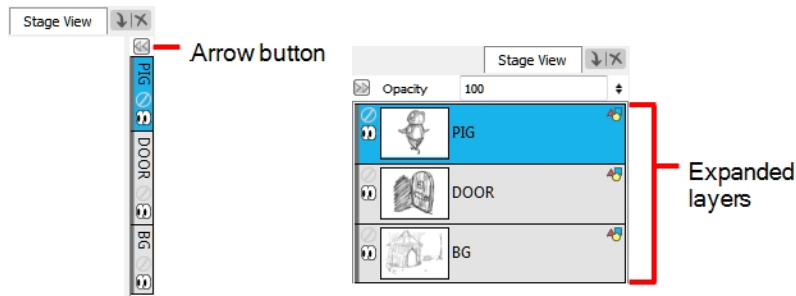 Stage View
Arrow button
PIG
DOOR
BG
Stage View
Opacity 100
PIG
DOOR
BG
Expanded
layers